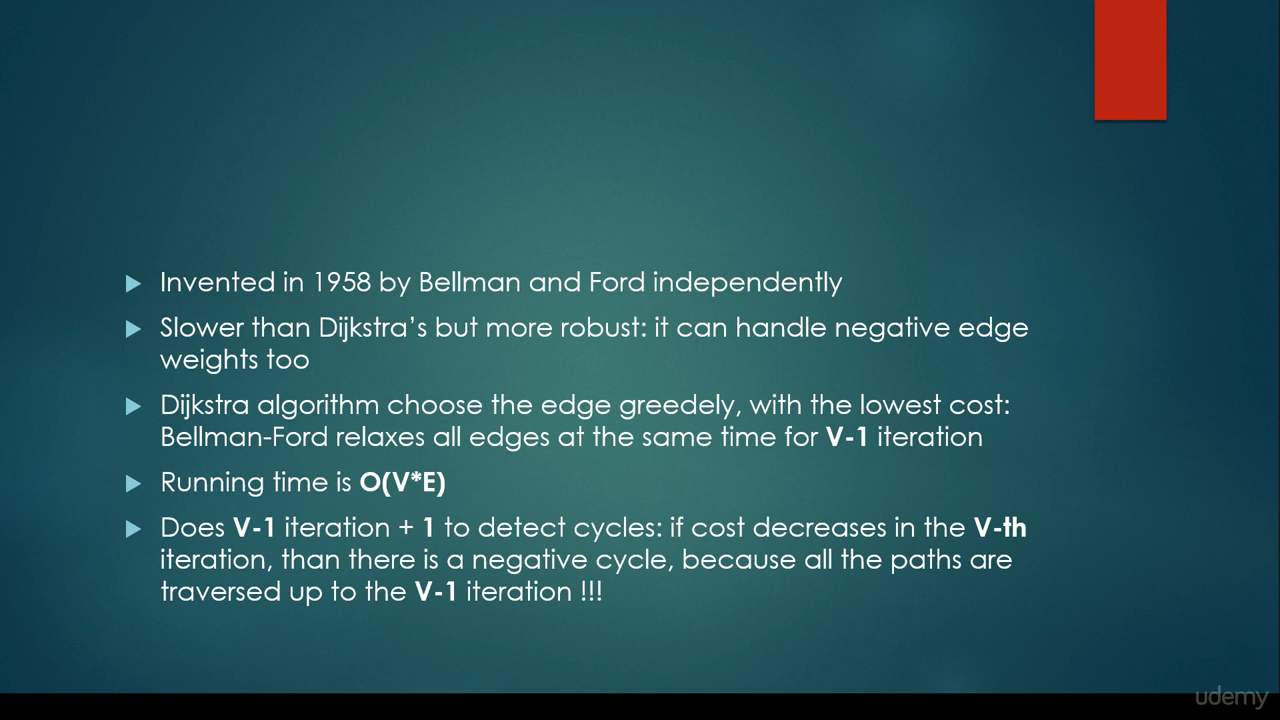 Invented in 1958 by Bellman and Ford independently
Slower than Dijkstra’s but more robust: it can handle negative edge
weights too
Dijkstra algorithm choose the edge greedely, with the lowest cost:
Bellman-Ford relaxes all edges at the same time for V-1 iteration
Running time is O(V*E)
Does V-1 iteration + 1 to detect cycles: if cost decreases in the V-th
iteration, than there is a negative cycle, because all the paths are
traversed up to the V-1 iteration !!!
udemy